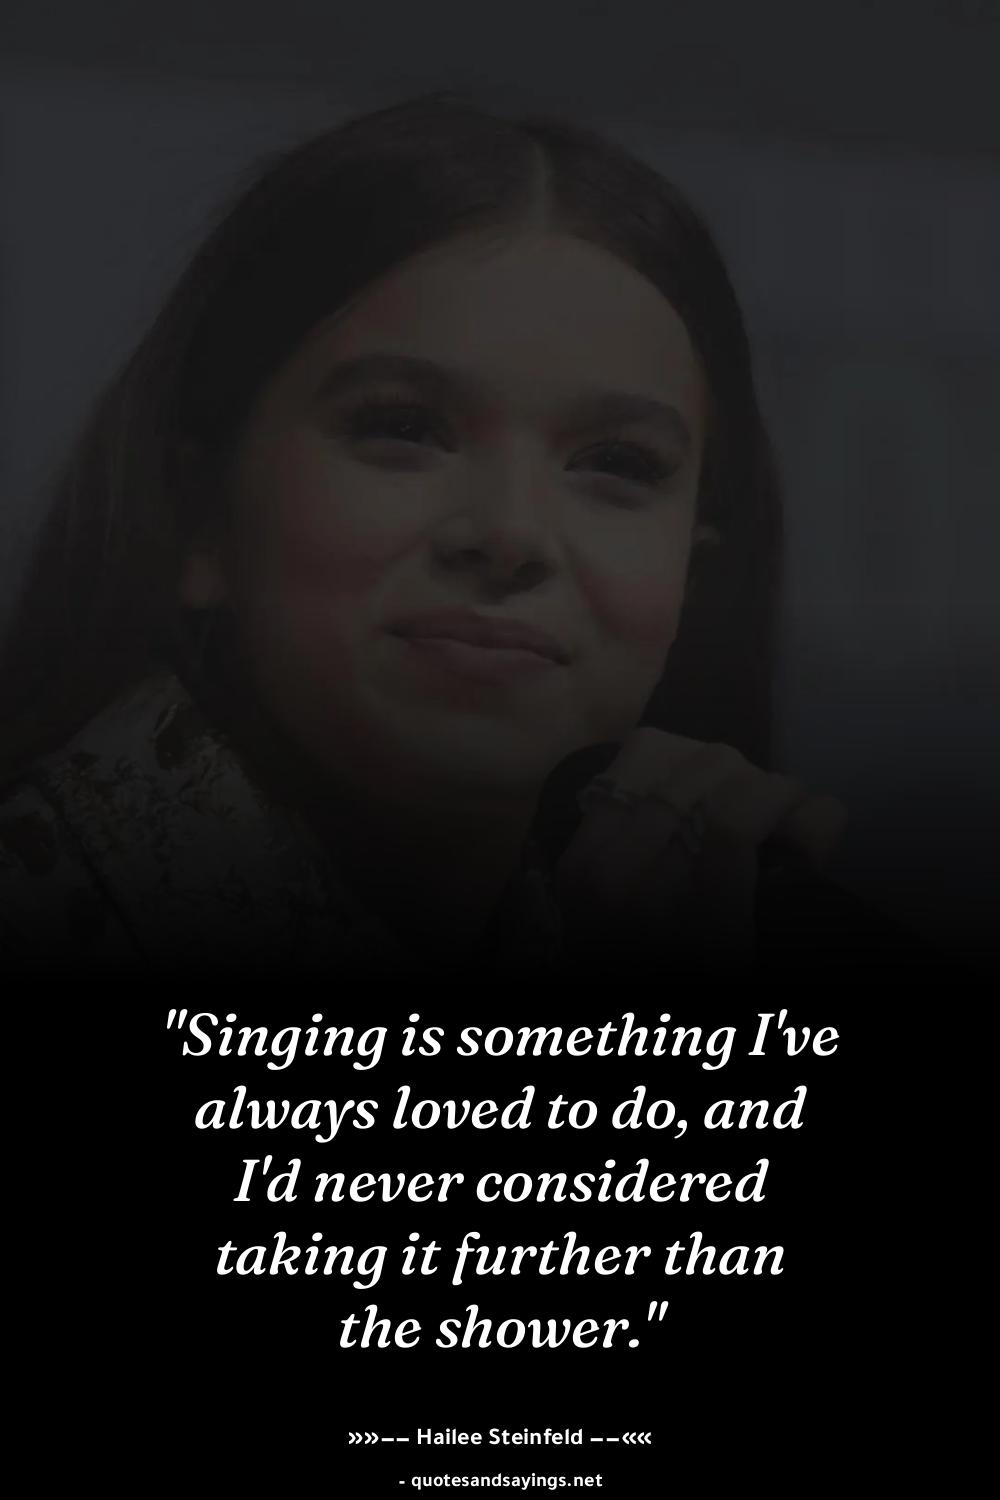 "Singing is something I've
always loved to do, and
I'd never considered
taking it further than
the shower."
»»–– Hailee Steinfeld ––««
- quotesandsayings.net